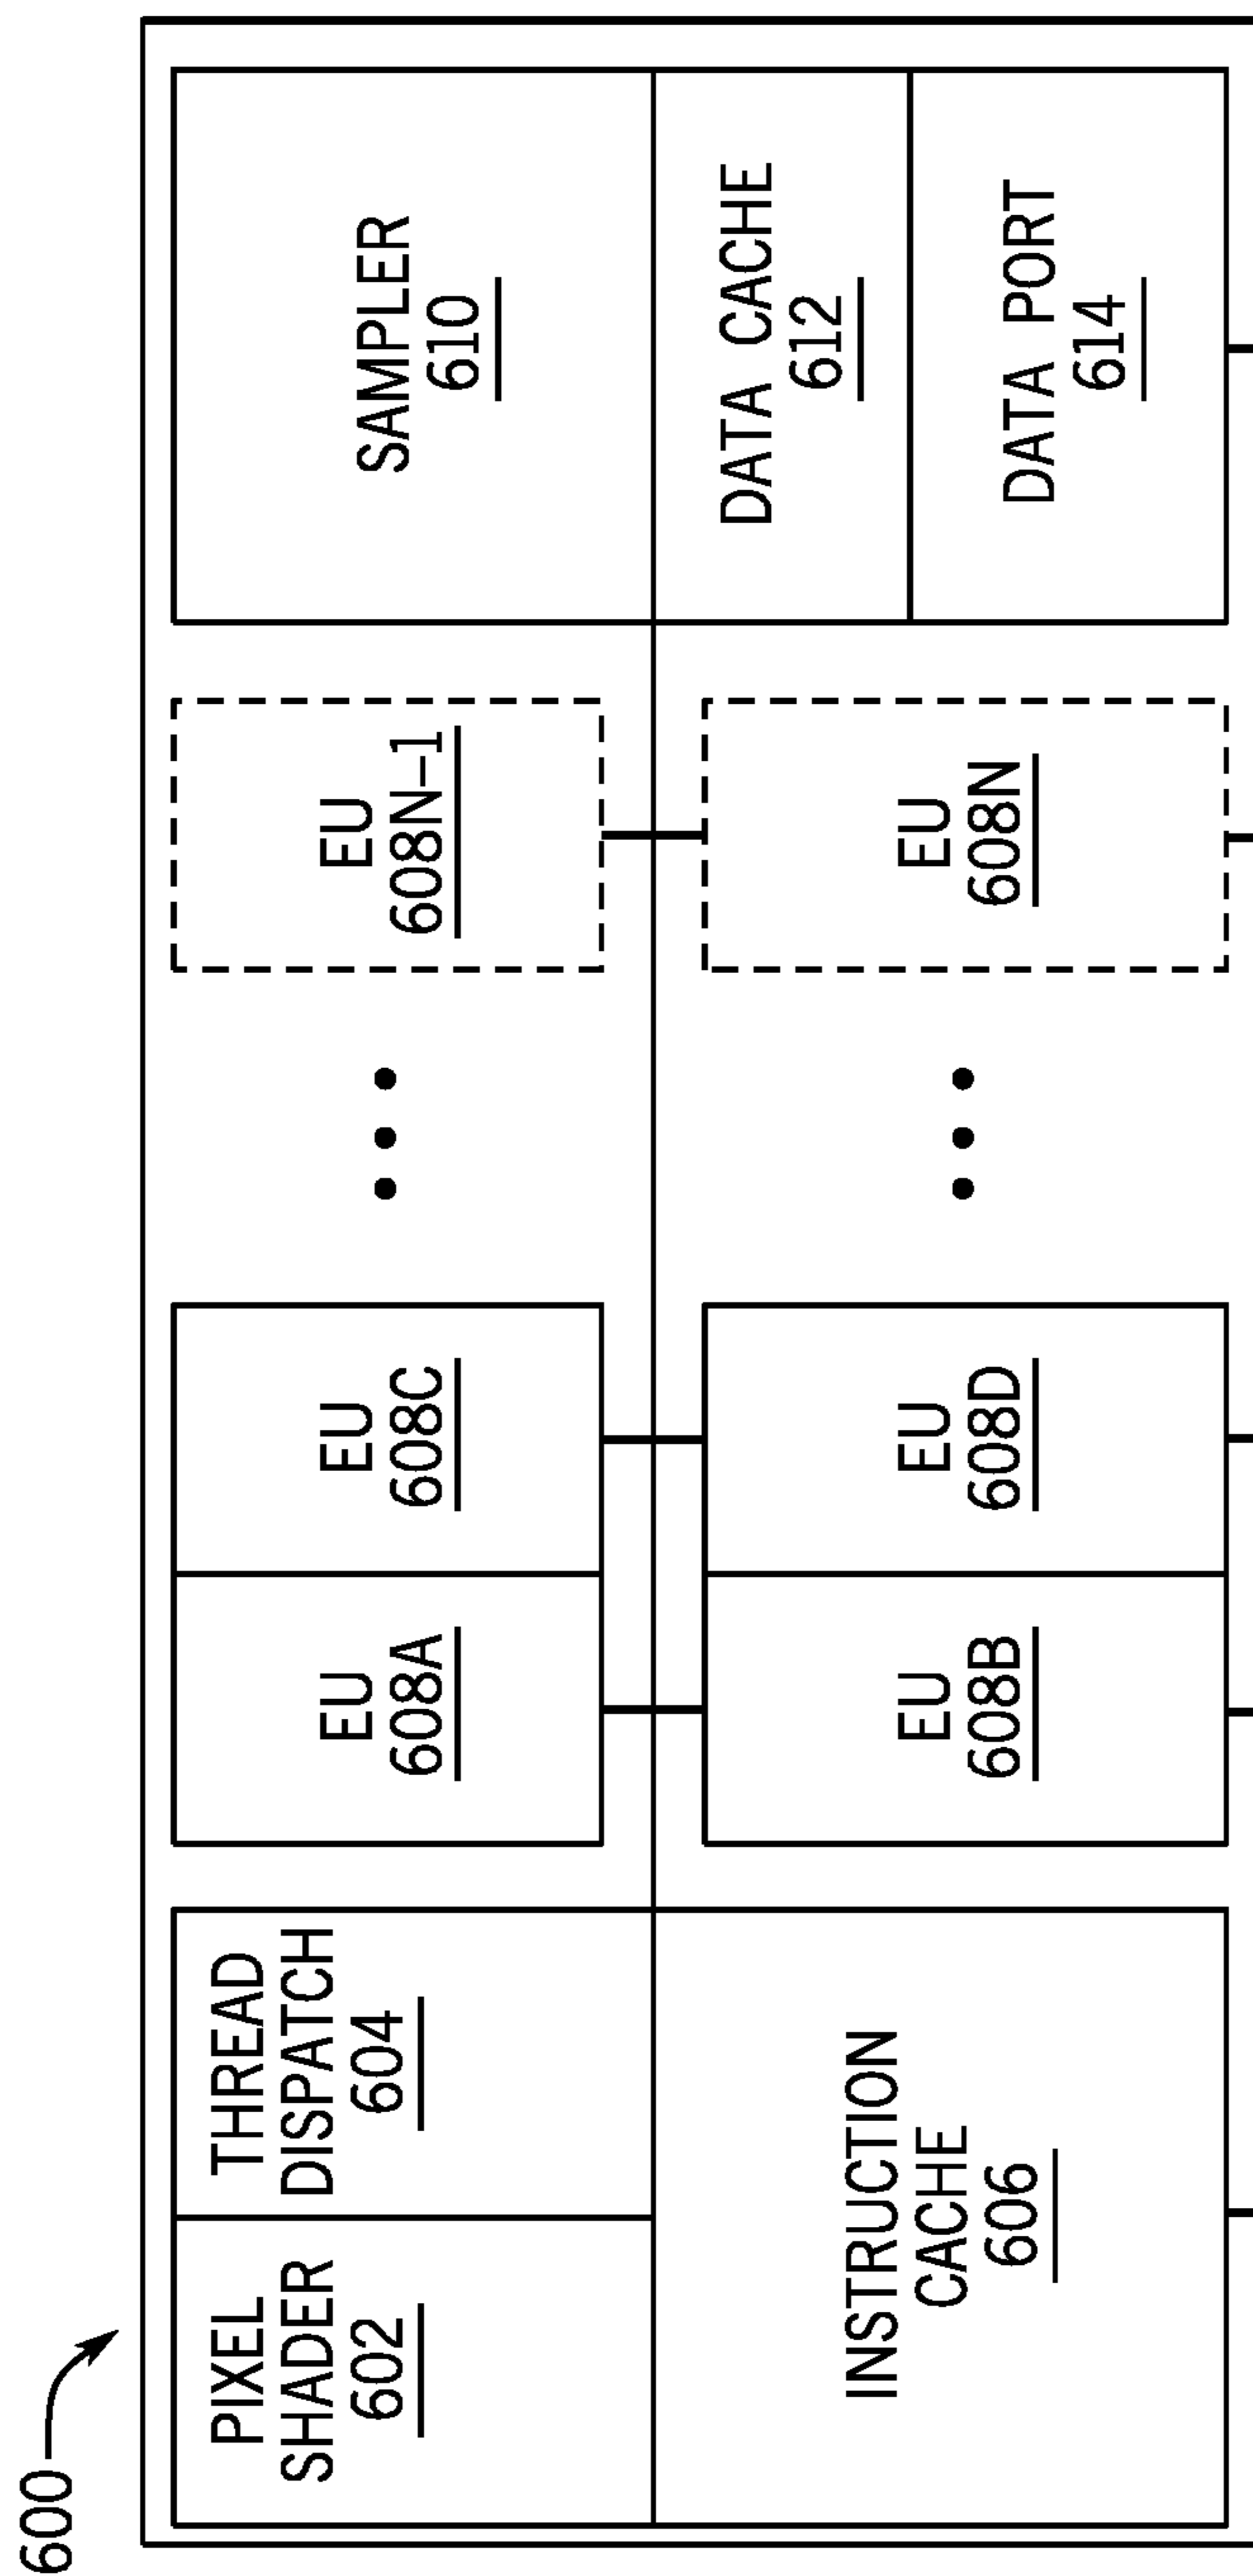 600
PIXEL
SHADER
602
THREAD
DISPATCH
604
INSTRUCTION
CACHE
606
EU
608A
EU
608C
EU
608B
EU
608D
EU
608N-1
EU
608N
SAMPLER
610
DATA CACHE
612
DATA PORT
614